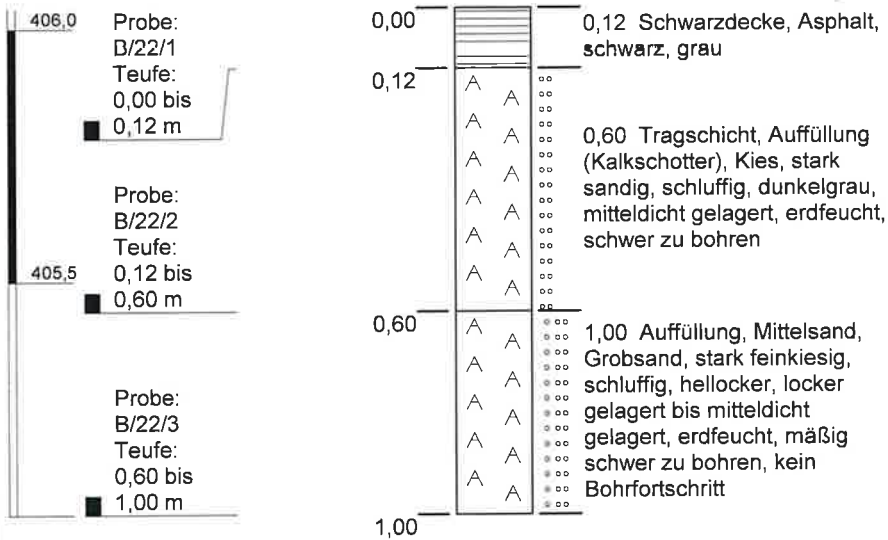 406,0
Probe:
B/22/1
Teufe:
0,00 bis
0,12 m
Probe:
B/22/2
Teufe:
405,5
0,12 bis
0,60 m
Probe:
B/22/3
Teufe:
0,60 bis
1,00 m
0,00
0,12 Schwarzdecke, Asphalt,
schwarz, grau
0,12
0,60 Tragschicht, Auffüllung
(Kalkschotter), Kies, stark
sandig, schluffig, dunkelgrau,
mitteldicht gelagert, erdfeucht,
schwer zu bohren
0,60
1,00 Auffüllung, Mittelsand,
Grobsand, stark feinkiesig,
schluffig, hellocker, locker
gelagert bis mitteldicht
gelagert, erdfeucht, mäßig
schwer zu bohren, kein
Bohrfortschritt
1,00
A A A A A A A A A A A A
A A A A A A A A A A